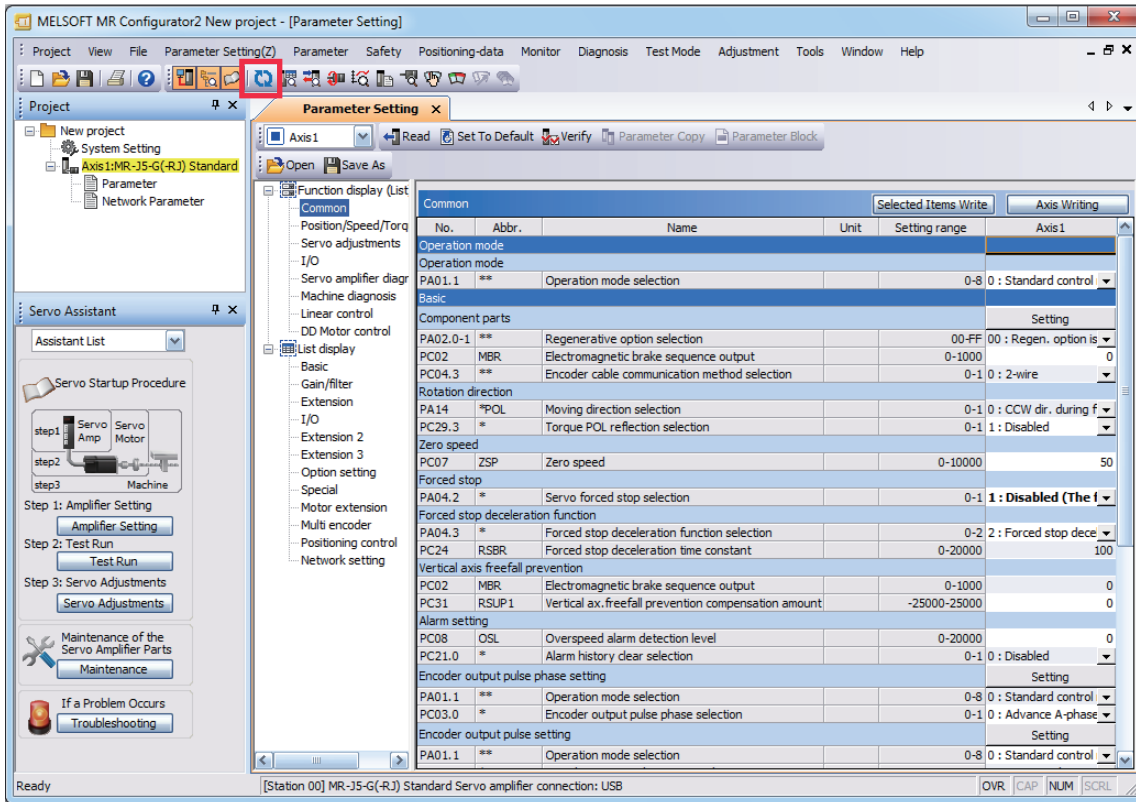 MELSOFT MR Configurator2 New project - [Parameter Setting]
Project View File Parameter Setting(Z) Parameter Safety Positioning-data Monitor Diagnosis Test Mode Adjustment Tools Window Help
Project
New project
System Setting
Axis1:MR-J5-G(-RJ) Standard
Parameter
Network Parameter
Servo Assistant
Assistant List
Servo Startup Procedure
step1
Servo Amp
Servo Motor
step2
step3
Machine
Step 1: Amplifier Setting
Amplifier Setting
Step 2: Test Run
Test Run
Step 3: Servo Adjustments
Servo Adjustments
Maintenance of the
Servo Amplifier Parts
Maintenance
If a Problem Occurs
Troubleshooting
Parameter Setting
Axis1 Read Set To Default Verify Parameter Copy Parameter Block
Open Save As
Function display (List
Common
Position/Speed/Torq
Servo adjustments
I/O
Servo amplifier diagr
Machine diagnosis
Linear control
DD Motor control
List display
Basic
Gain/filter
Extension
I/O
Extension 2
Extension 3
Option setting
Special
Motor extension
Multi encoder
Positioning control
Network setting
Common Selected Items Write Axis Writing
No. Abbr. Name Unit Setting range Axis1
Operation mode
Operation mode
PA01.1 ** Operation mode selection 0-8 0 : Standard control
Basic
Component parts Setting
PA02.0-1 ** Regenerative option selection 00-FF 00 : Regen. option is
PC02 MBR Electromagnetic brake sequence output 0-1000 0
PC04.3 ** Encoder cable communication method selection 0-1 0 : 2-wire
Rotation direction
PA14 *POL Moving direction selection 0-1 0 : CCW dir. during f
PC29.3 * Torque POL reflection selection 0-1 1 : Disabled
Zero speed
PC07 ZSP Zero speed 0-10000 50
Forced stop
PA04.2 * Servo forced stop selection 0-1 1 : Disabled (The f
Forced stop deceleration function
PA04.3 * Forced stop deceleration function selection 0-2 2 : Forced stop dece
PC24 RSBR Forced stop deceleration time constant 0-20000 100
Vertical axis freefall prevention
PC02 MBR Electromagnetic brake sequence output 0-1000 0
PC31 RSUP1 Vertical ax.freefall prevention compensation amount -25000-25000 0
Alarm setting
PC08 OSL Overspeed alarm detection level 0-20000 0
PC21.0 * Alarm history clear selection 0-1 0 : Disabled
Encoder output pulse phase setting Setting
PA01.1 ** Operation mode selection 0-8 0 : Standard control
PC03.0 * Encoder output pulse phase selection 0-1 0 : Advance A-phase
Encoder output pulse setting Setting
PA01.1 ** Operation mode selection 0-8 0 : Standard control
Ready [Station 00] MR-J5-G(-RJ) Standard Servo amplifier connection: USB OVR CAP NUM SCRL